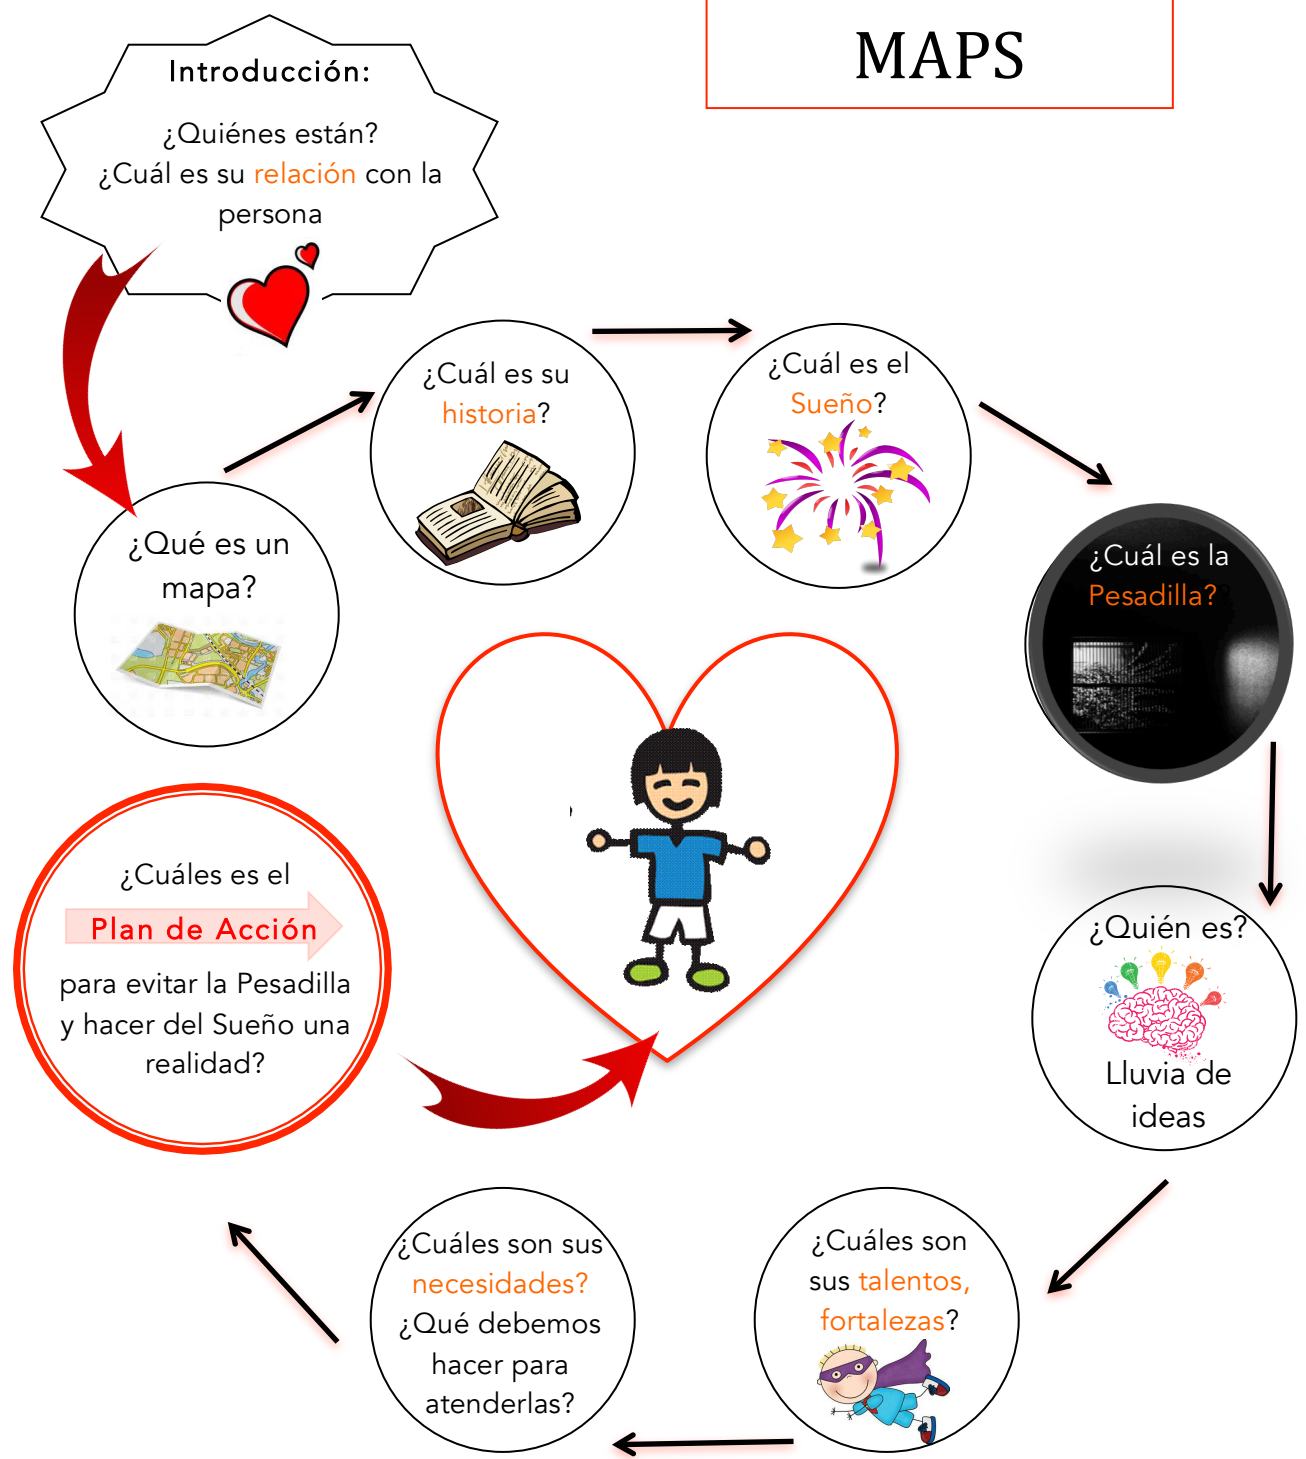 MAPS
Introducción:
¿Quiénes están?
¿Cuál es su relación con la
persona
¿Qué es un
mapa?
¿Cuál es su
historia?
¿Cuál es el
Sueño?
¿Cuál es la
Pesadilla?
¿Quién es?
Lluvia de
ideas
¿Cuáles son
sus talentos,
fortalezas?
¿Cuáles son sus
necesidades?
¿Qué debemos
hacer para
atenderlas?
¿Cuáles es el
Plan de Acción
para evitar la Pesadilla
y hacer del Sueño una
realidad?